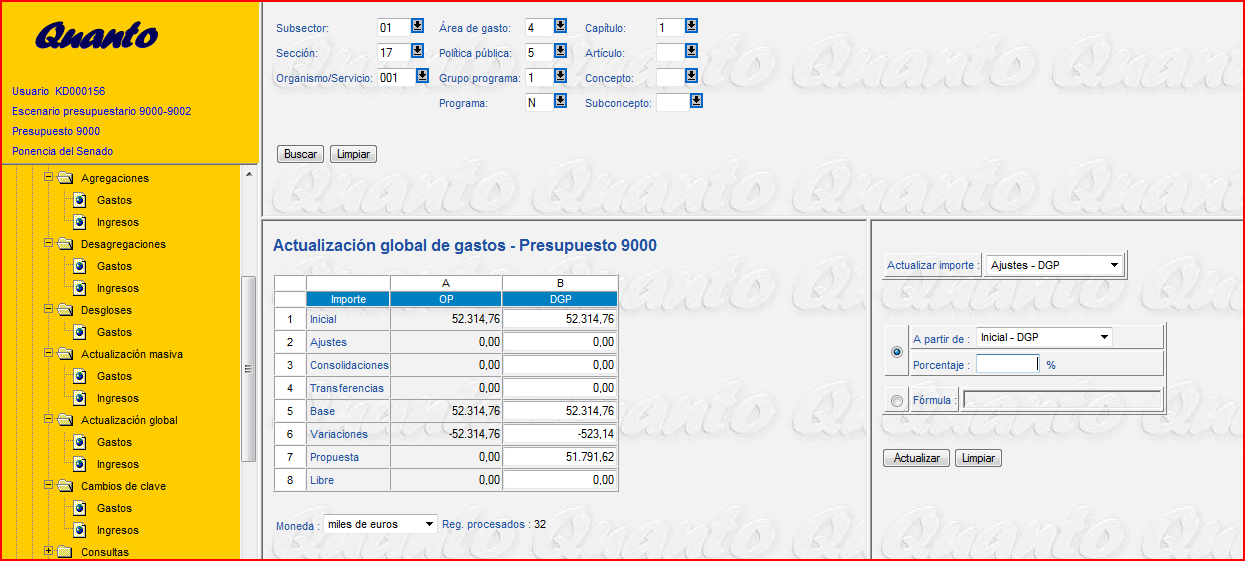 Quanto
Usuario KD000156
Escenario presupuestario 9000-9002
Presupuesto 9000
Ponencia del Senado
Agregaciones
Gastos
Ingresos
Desagregaciones
Gastos
Ingresos
Desgloses
Gastos
Actualización masiva
Gastos
Ingresos
Actualización global
Gastos
Ingresos
Cambios de clave
Gastos
Ingresos
Consultas
Subsector: 01 Área de gasto: 4 Capítulo: 1
Sección: 17 Política pública: 5 Artículo:
Organismo/Servicio: 001 Grupo programa: 1 Concepto:
Programa: N Subconcepto:
Buscar Limpiar
Actualización global de gastos - Presupuesto 9000
A B
Importe OP DGP
1 Inicial 52.314,76 52.314,76
2 Ajustes 0,00 0,00
3 Consolidaciones 0,00 0,00
4 Transferencias 0,00 0,00
5 Base 52.314,76 52.314,76
6 Variaciones -52.314,76 -523,14
7 Propuesta 0,00 51.791,62
8 Libre 0,00 0,00
Moneda : miles de euros Reg. procesados : 32
Actualizar importe : Ajustes - DGP
A partir de : Inicial - DGP
Porcentaje : %
Fórmula :
Actualizar Limpiar